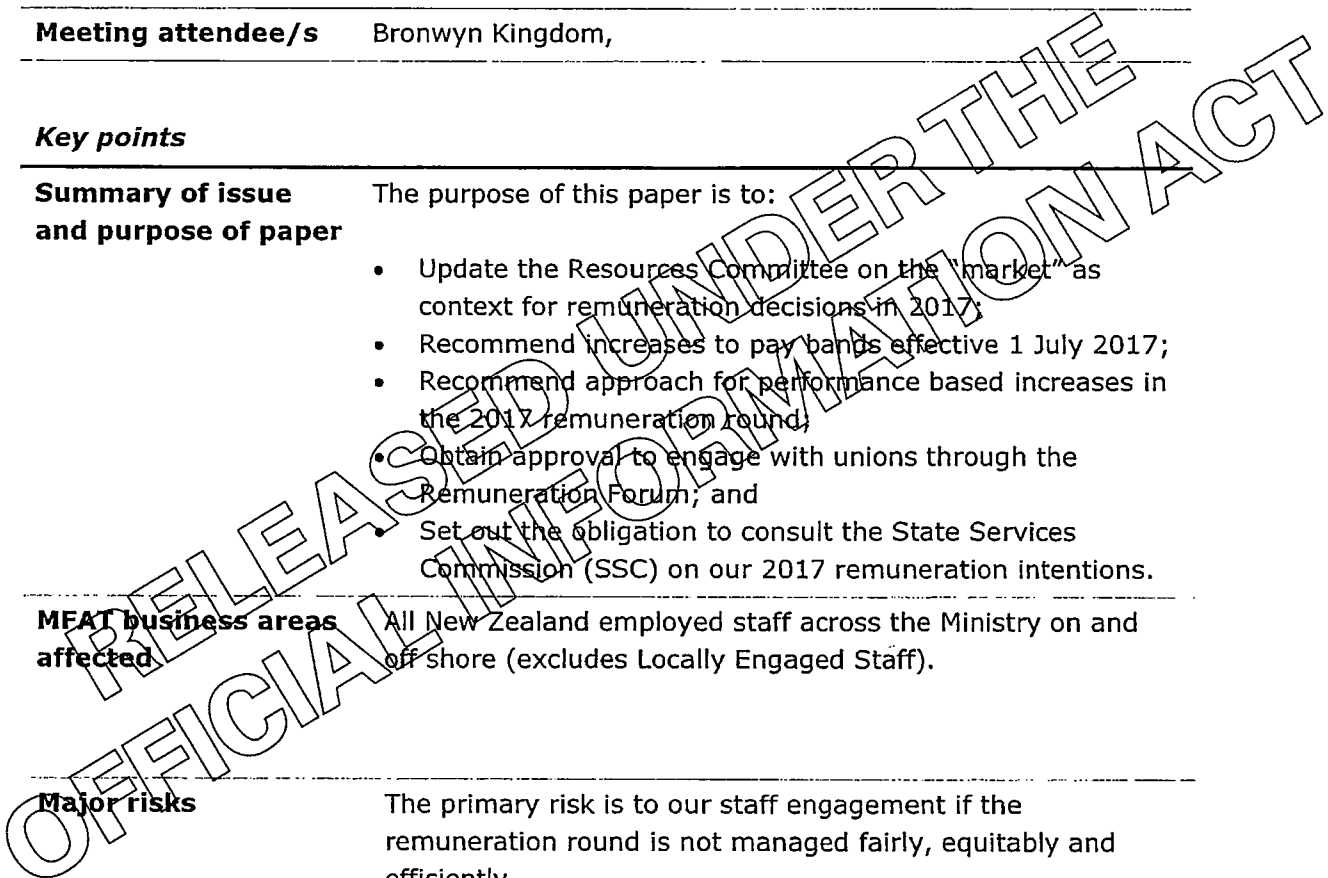 Meeting attendee/s Bronwyn Kingdom,
Key points
Summary of issue The purpose of this paper is to:
and purpose of paper
• Update the Resources Committee on the "market" as
context for remuneration decisions in 2017;
• Recommend increases to pay bands effective 1 July 2017;
• Recommend approach for performance based increases in
the 2017 remuneration round;
• Obtain approval to engage with unions through the
Remuneration Forum; and
• Set out the obligation to consult the State Services
Commission (SSC) on our 2017 remuneration intentions.
MFAT business areas All New Zealand employed staff across the Ministry on and
affected off shore (excludes Locally Engaged Staff).
Major risks The primary risk is to our staff engagement if the
remuneration round is not managed fairly, equitably and
efficiently
RELEASED UNDER THE
OFFICIAL INFORMATION ACT